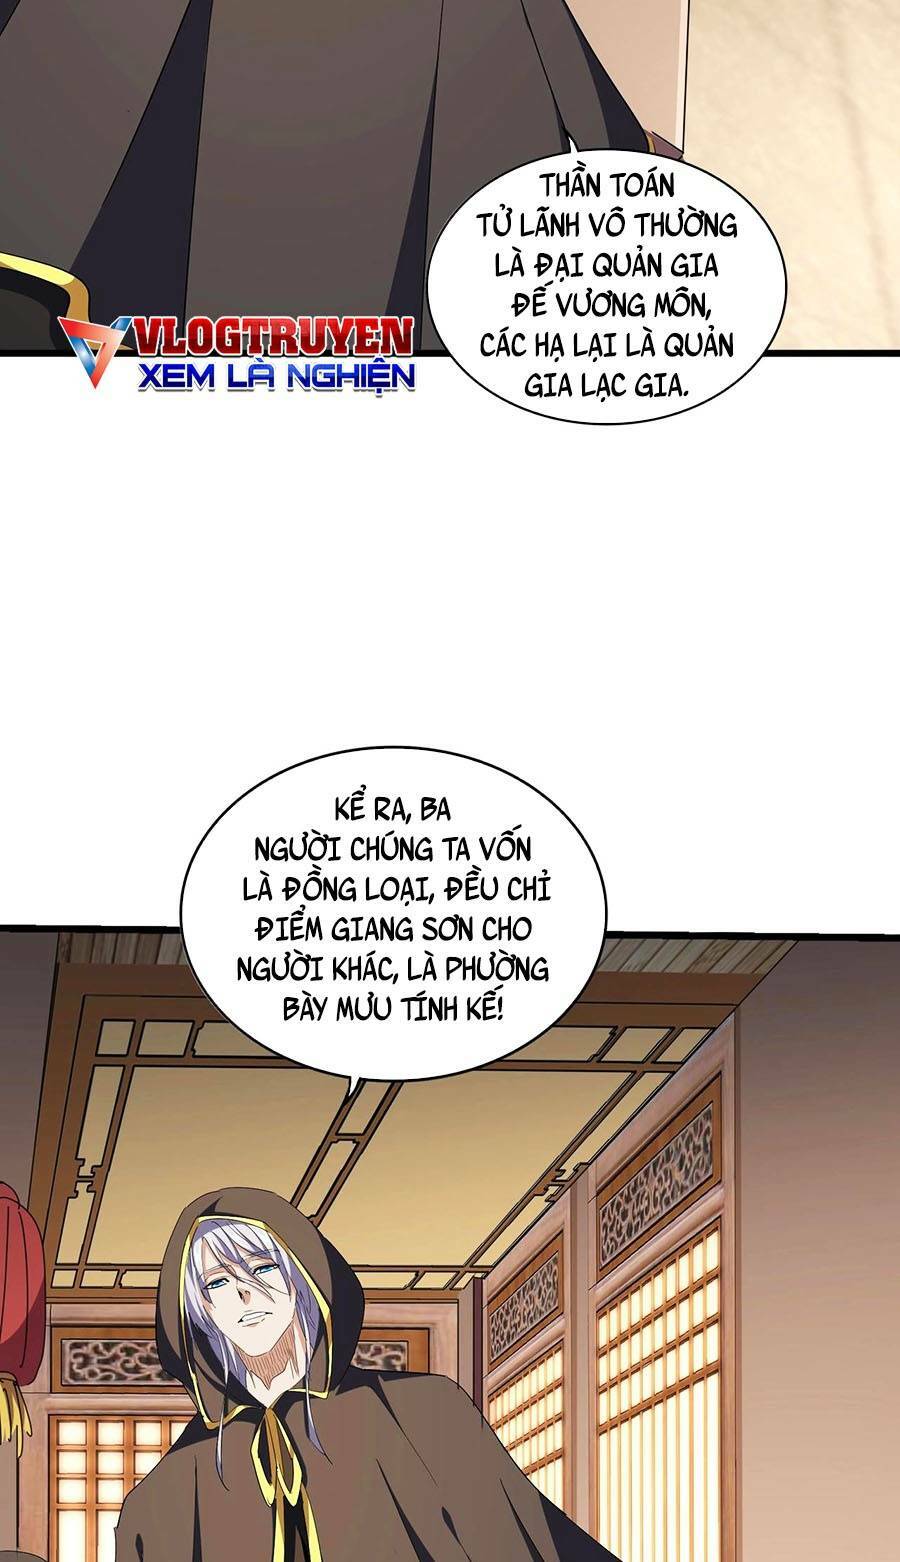 THẦN TOÁN
TỬ LÃNH VÔ THƯỜNG
LÀ ĐẠI QUẢN GIA
ĐẾ VƯƠNG MÔN,
CÁC HẠ LẠI LÀ QUẢN
GIA LẠC GIA.
VLOGTRUYEN
XEM LÀ NGHIỆN
KỂ RA, BA
NGƯỜI CHÚNG TA VỐN
LÀ ĐỒNG LOẠI, ĐỀU CHỈ
ĐIỂM GIANG SƠN CHO
NGƯỜI KHÁC, LÀ PHƯỜNG
BÀY MƯU TÍNH KẾ!